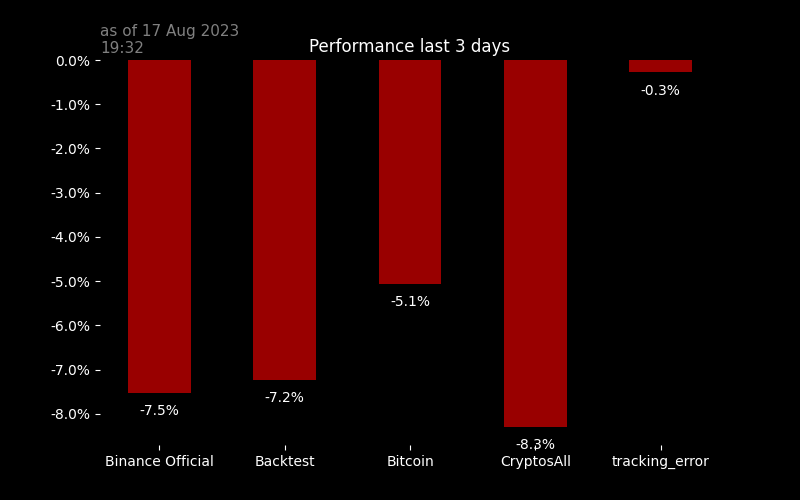 as of 17 Aug 2023
19:32
Performance last 3 days
0.0%
-1.0%
-2.0%
-3.0%
-4.0%
-5.0%
-6.0%
-7.0%
-8.0%
-7.5%
-7.2%
-5.1%
-8.3%
-0.3%
Binance Official
Backtest
Bitcoin
CryptosAll
tracking_error